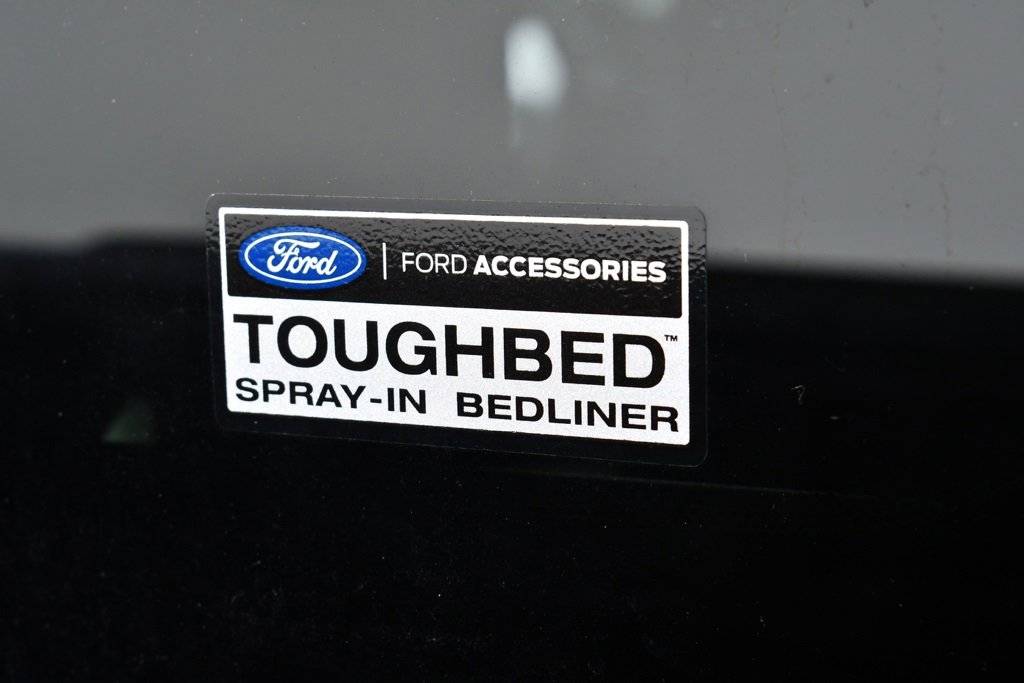 Ford | FORD ACCESSORIES
TOUGHBED™
SPRAY-IN BEDLINER